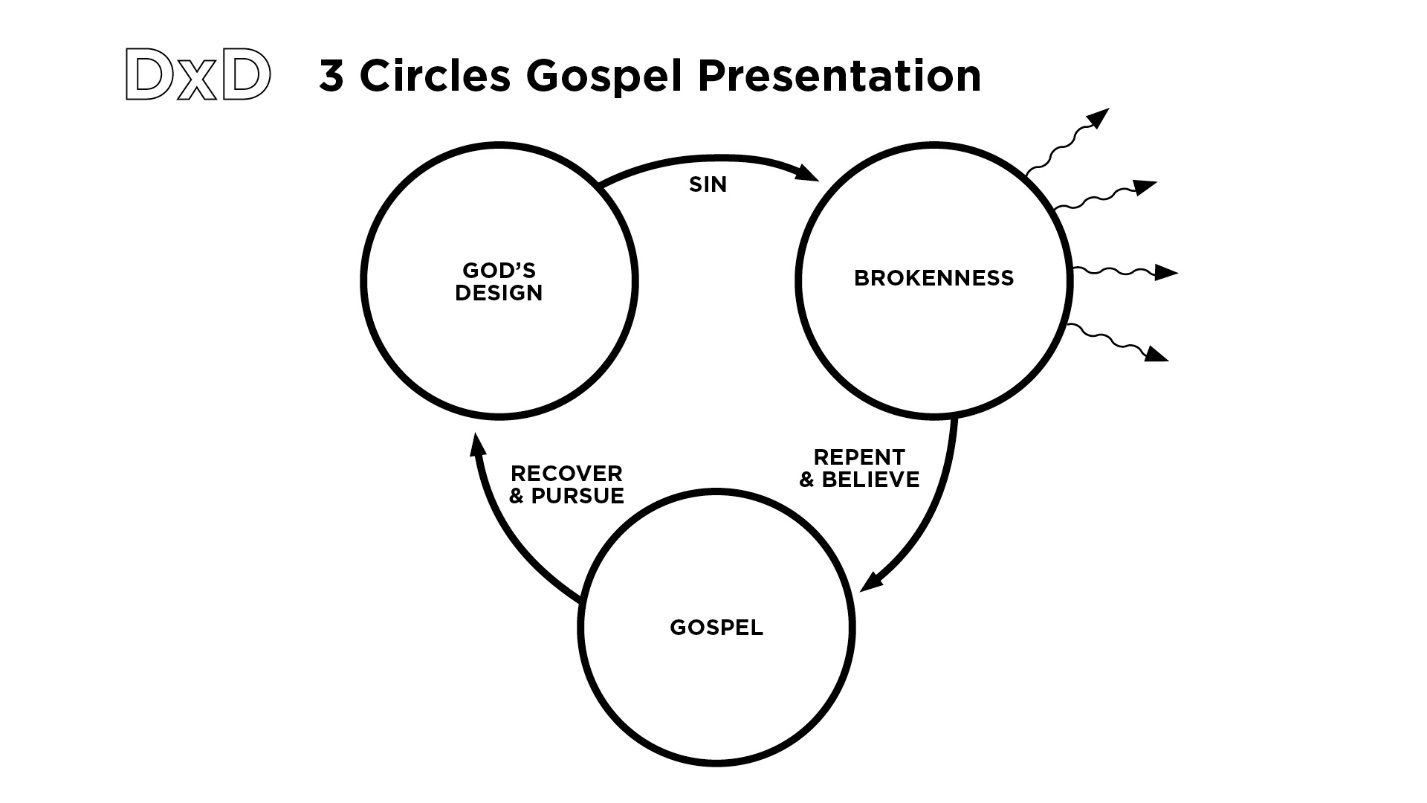 DxD 3 Circles Gospel Presentation
SIN
GOD'S
DESIGN
BROKENNESS
RECOVER
& PURSUE
REPENT
& BELIEVE
GOSPEL